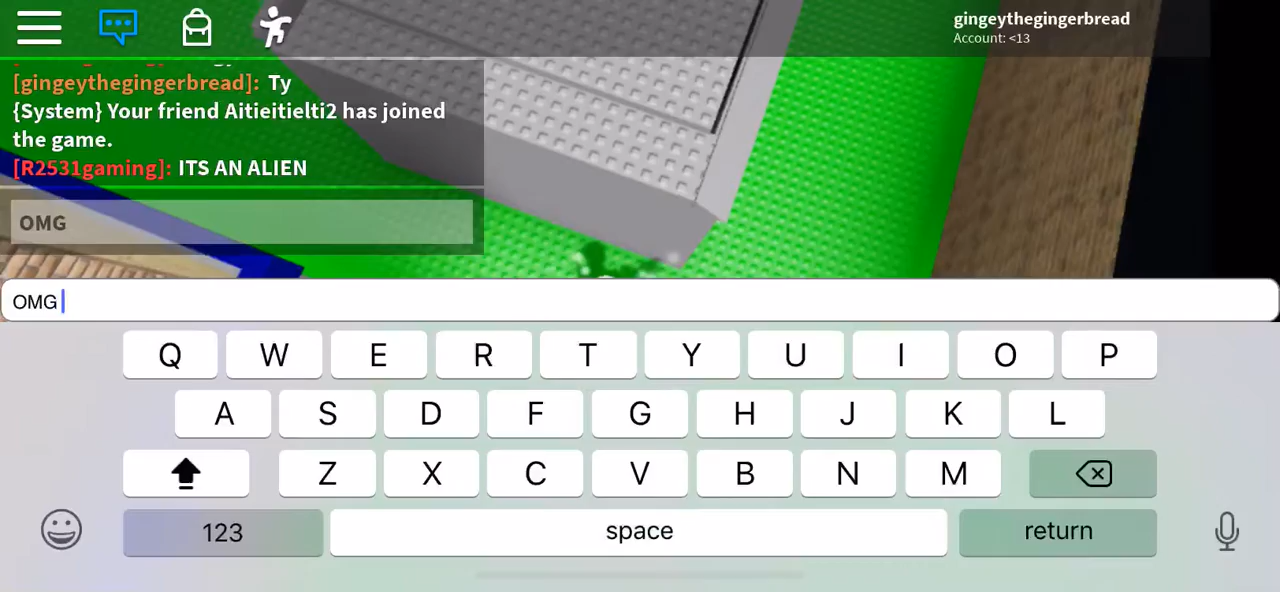 gingeythegingerbread
Account: <13
[gingeythegingerbread]: Ty
{System} Your friend Aitieitielti2 has joined
the game.
[R2531gaming]: ITS AN ALIEN
OMG
OMG
Q W E R T Y U I O P
A S D F G H J K L
Z X C V B N M
123 space return